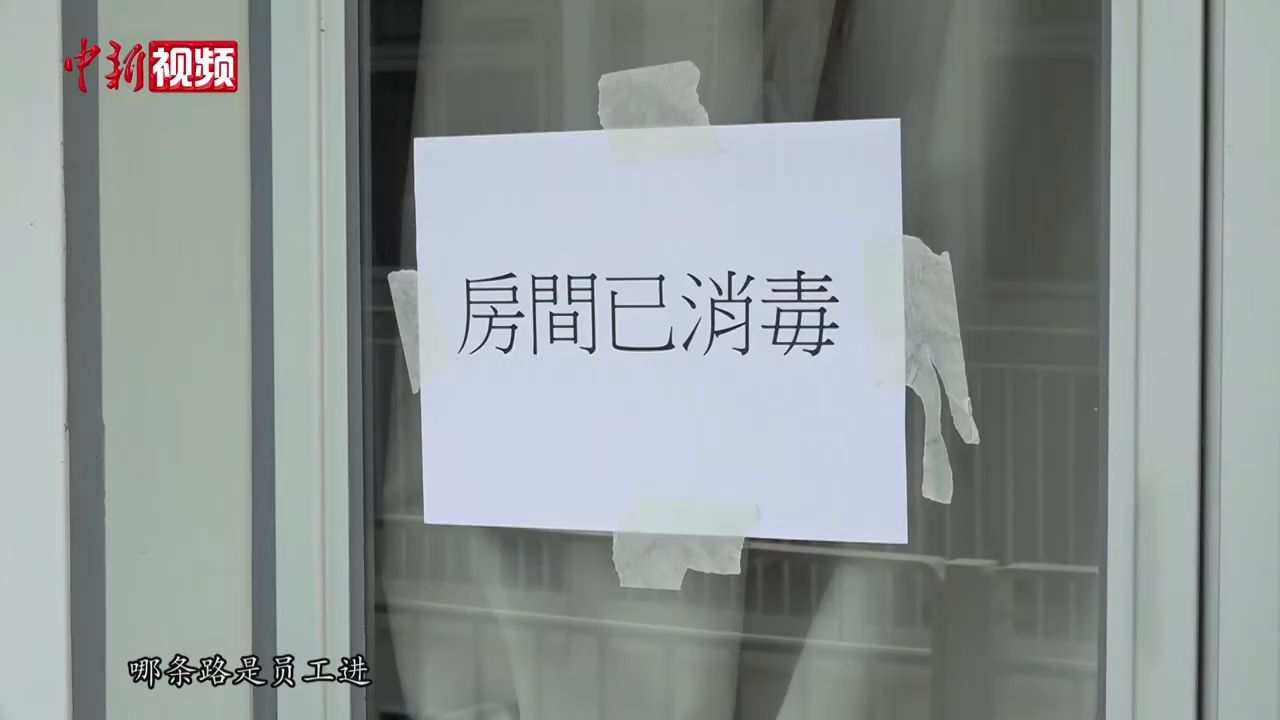 中新视频
房間已消毒
哪条路是员工进